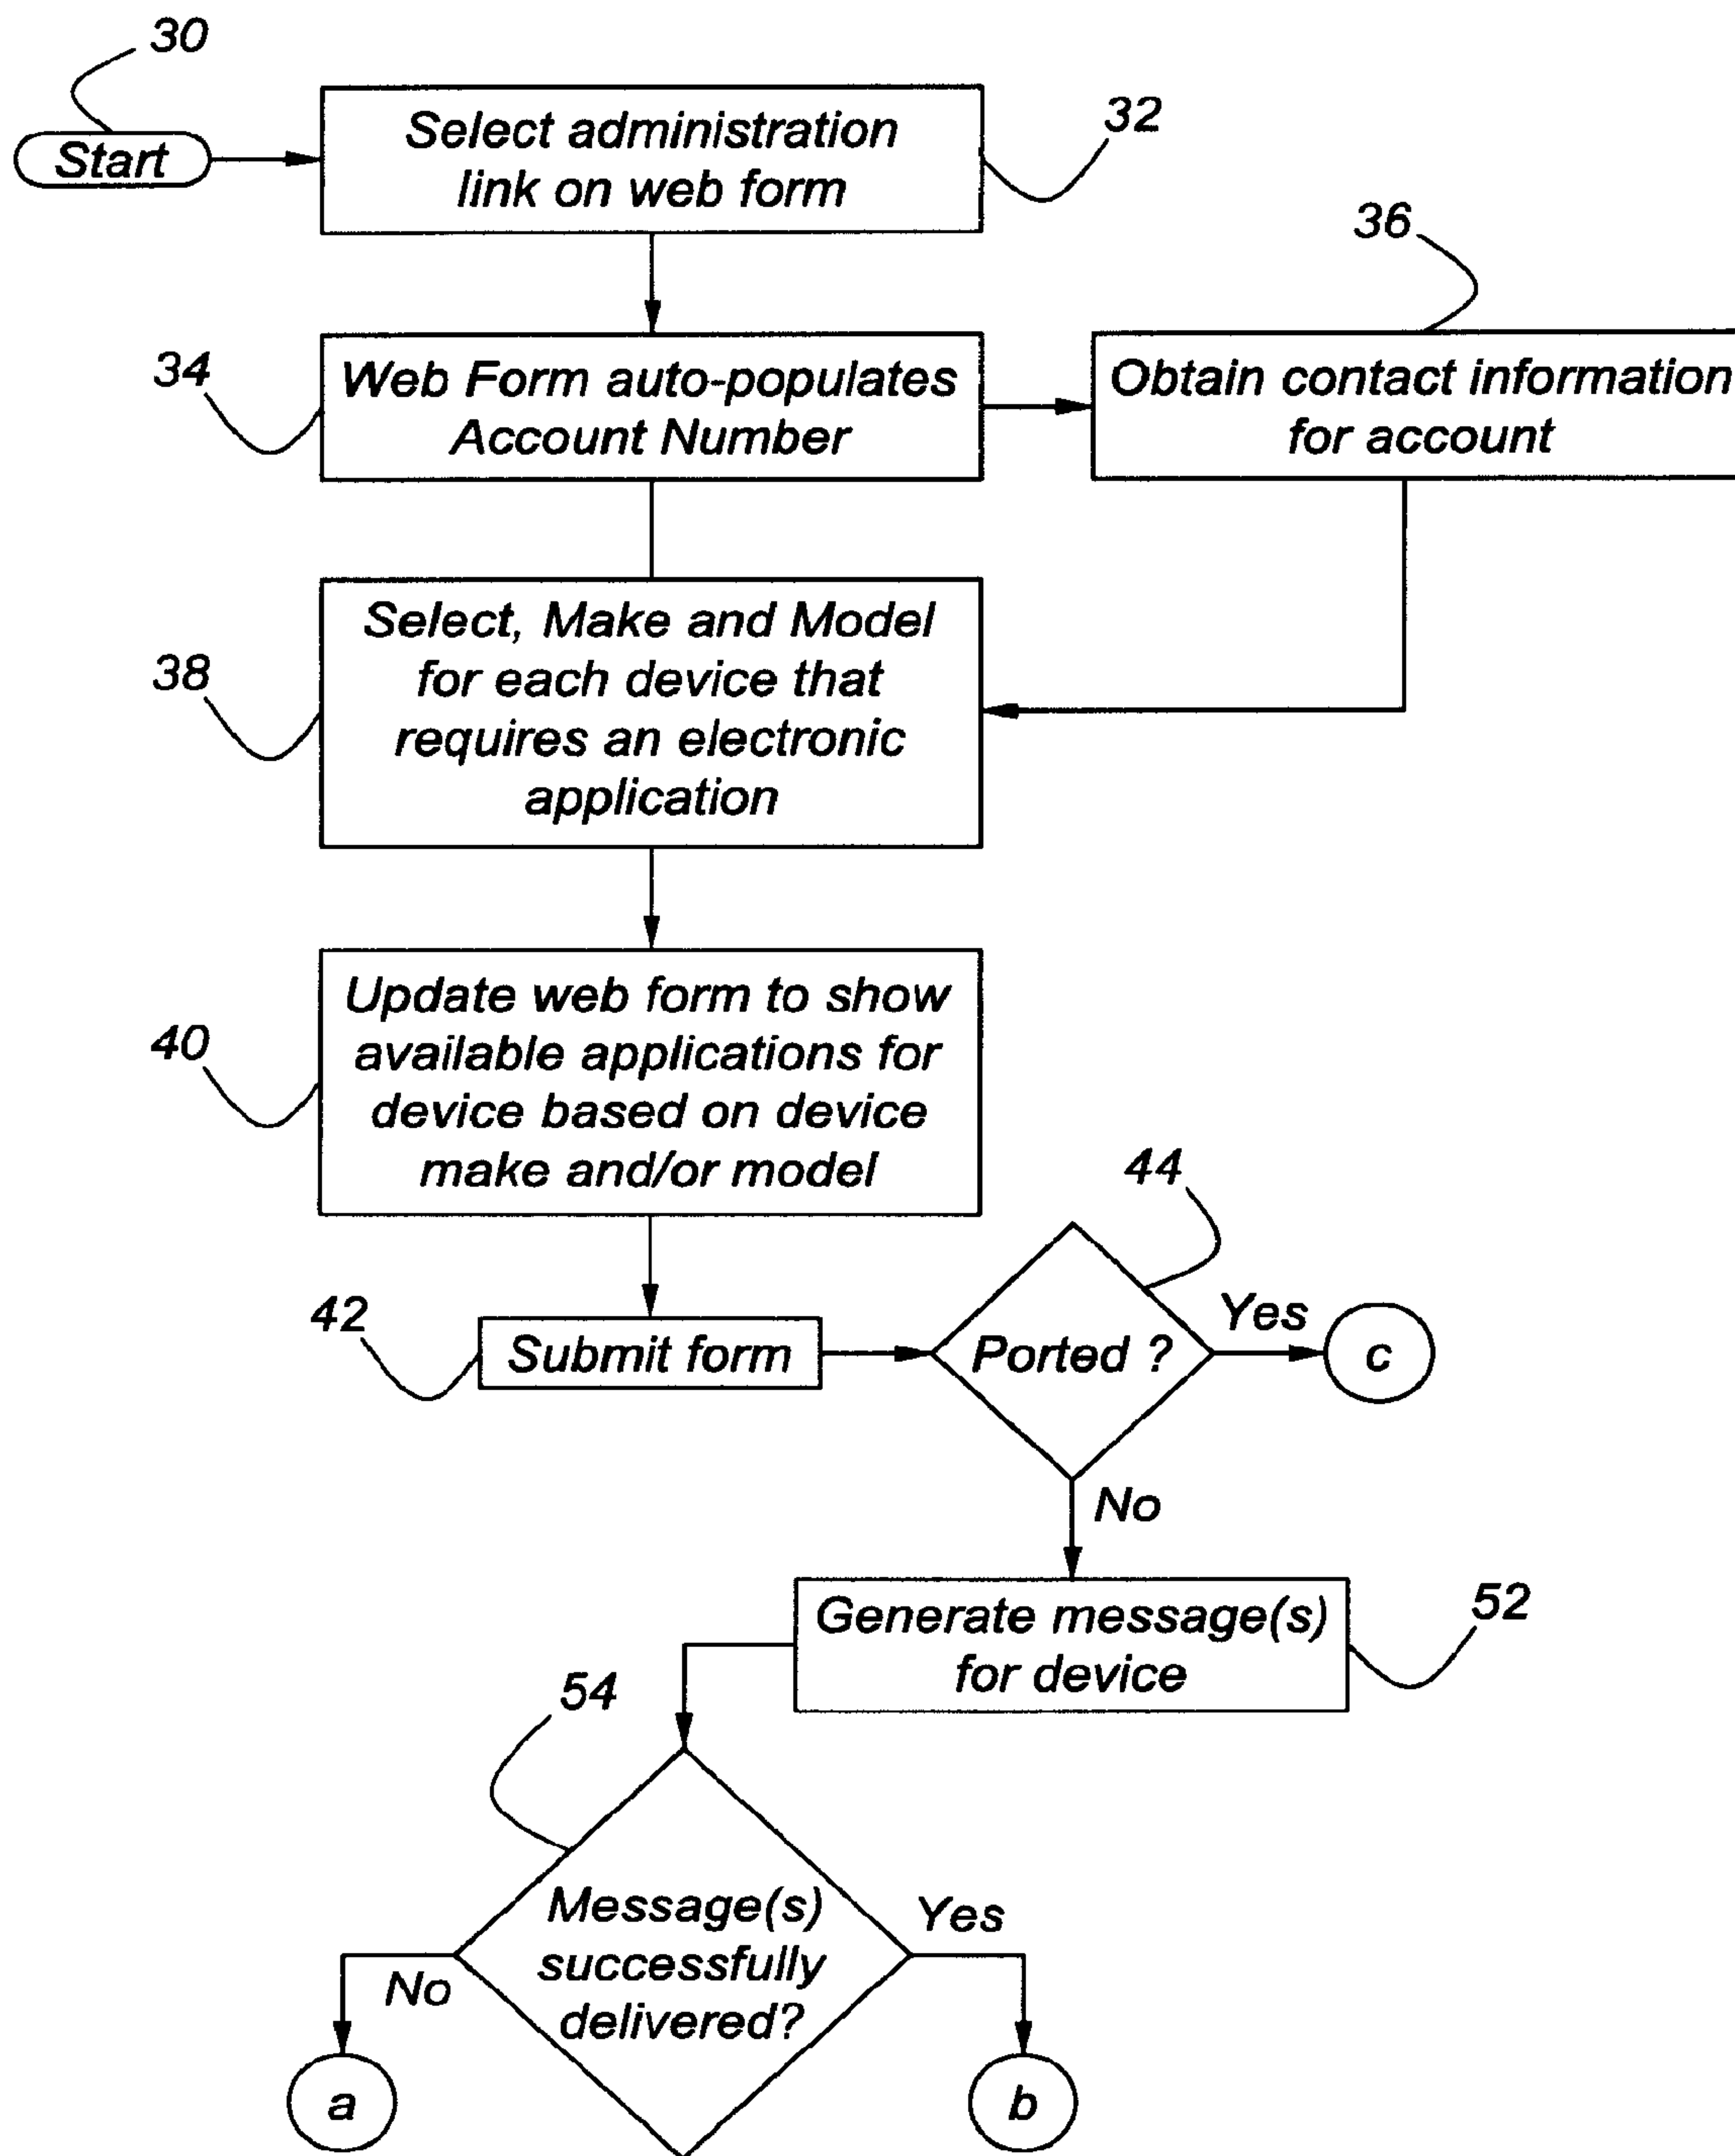 30
Start
Select administration
link on web form
32
36
34
Web Form auto-populates
Account Number
Obtain contact information
for account
38
Select, Make and Model
for each device that
requires an electronic
application
40
Update web form to show
available applications for
device based on device
make and/or model
44
42
Submit form
Ported ?
Yes
c
No
Generate message(s)
for device
52
54
Message(s)
successfully
delivered?
Yes
No
a
b